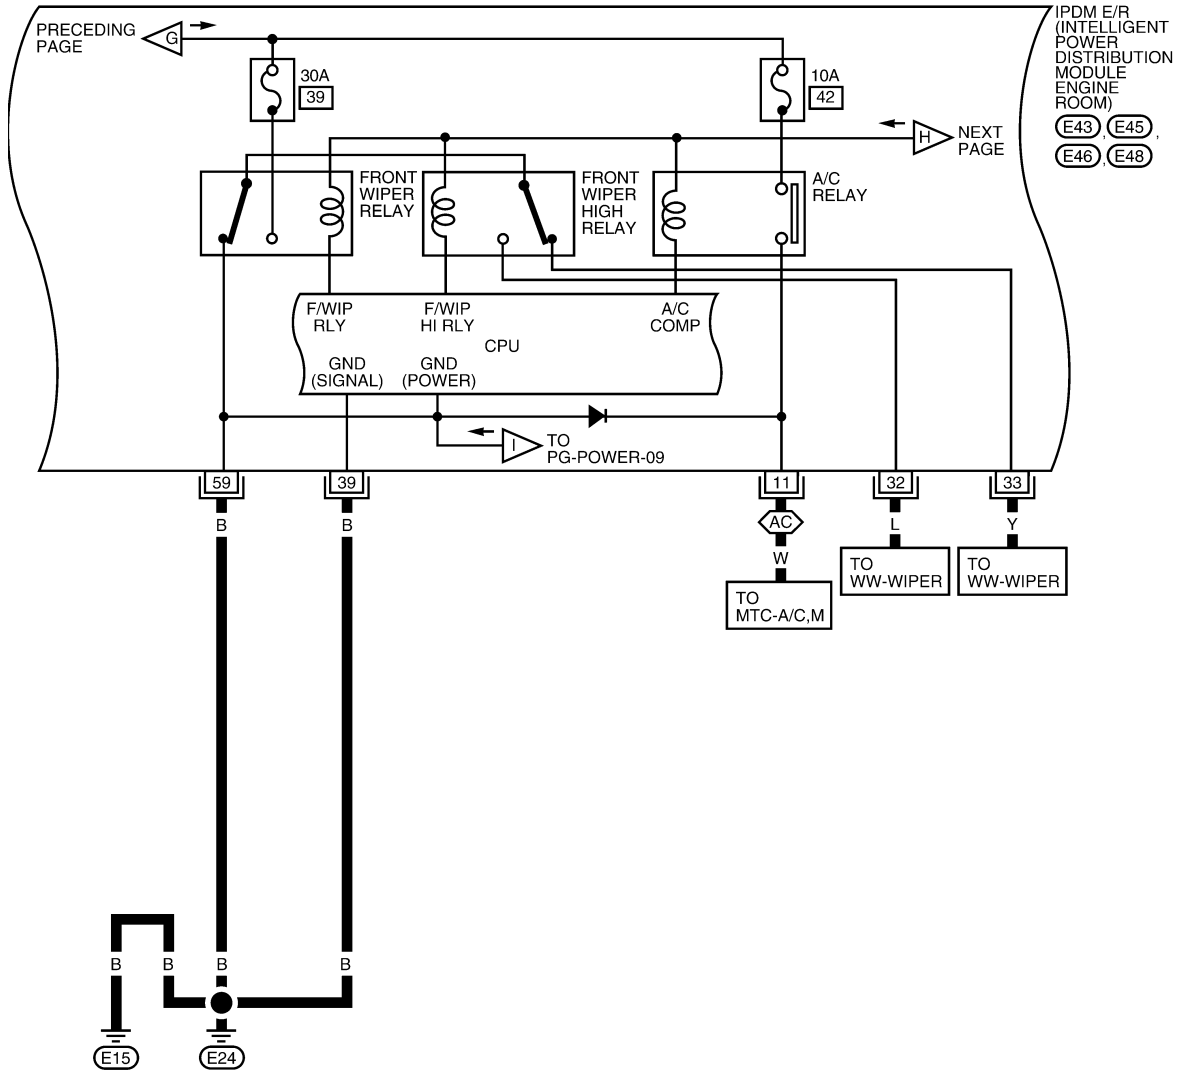 PRECEDING
PAGE
G
30A
39
10A
42
IPDM E/R
(INTELLIGENT
POWER
DISTRIBUTION
MODULE
ENGINE
ROOM)
E43 , E45 ,
E46 , E48
H
NEXT
PAGE
FRONT
WIPER
RELAY
FRONT
WIPER
HIGH
RELAY
A/C
RELAY
F/WIP
RLY
F/WIP
HI RLY
A/C
COMP
CPU
GND
(SIGNAL)
GND
(POWER)
I
TO
PG-POWER-09
59
39
11
32
33
B
B
AC
W
L
Y
TO
MTC-A/C,M
TO
WW-WIPER
TO
WW-WIPER
B
B
B
B
E15
E24